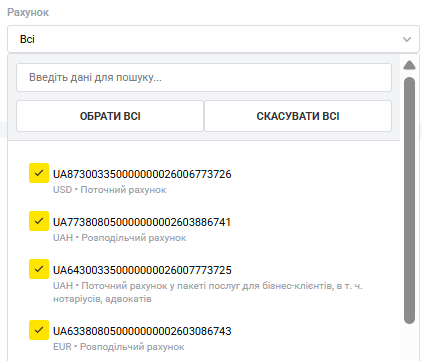 Рахунок
Всі
Введіть дані для пошуку...
ОБРАТИ ВСІ
СКАСУВАТИ ВСІ
UA873003350000000026006773726
USD • Поточний рахунок
UA773808050000000002603886741
UAH • Розподільчий рахунок
UA643003350000000026007773725
UAH • Поточний рахунок у пакеті послуг для бізнес-клієнтів, в т. ч.
нотаріусів, адвокатів
UA633808050000000002603086743
EUR • Розподільчий рахунок